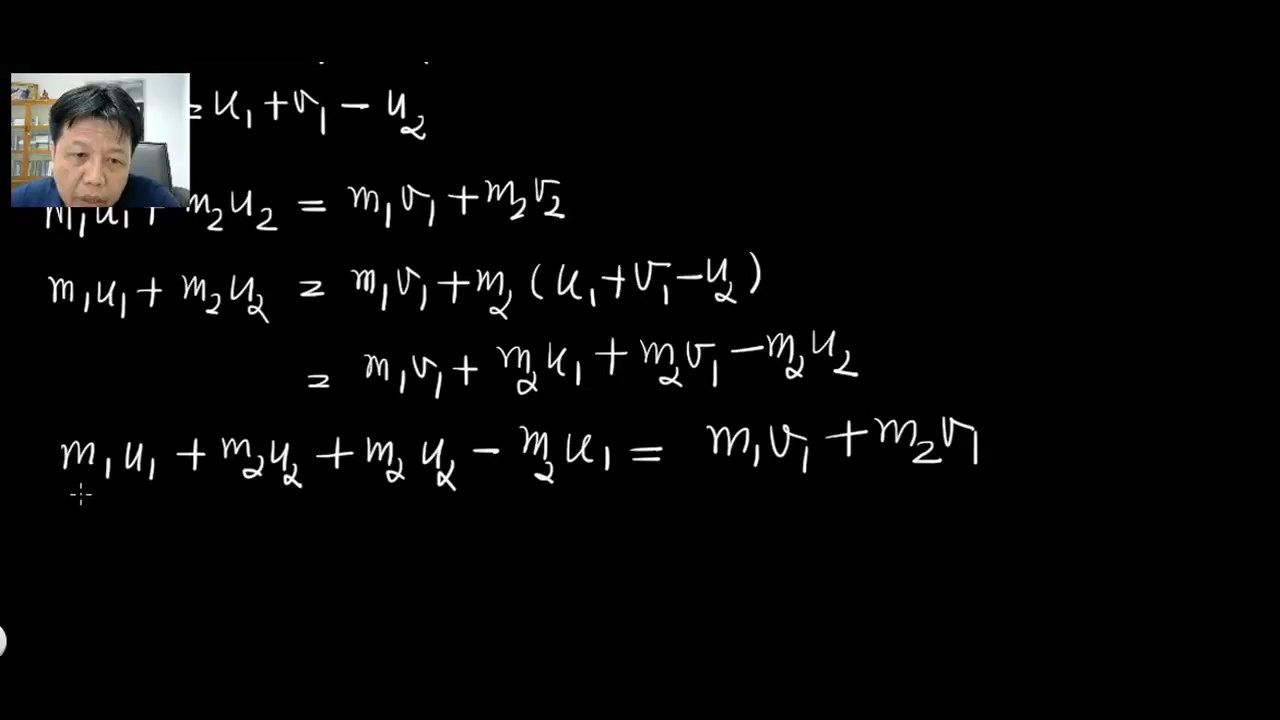 = u₁ + v₁ - u₂
m₁u₁ + m₂u₂ = m₁v₁ + m₂v₂
m₁u₁ + m₂u₂ = m₁v₁ + m₂(u₁ + v₁ - u₂)
= m₁v₁ + m₂u₁ + m₂v₁ - m₂u₂
m₁u₁ + m₂u₂ + m₂u₂ - m₂u₁ = m₁v₁ + m₂v₁